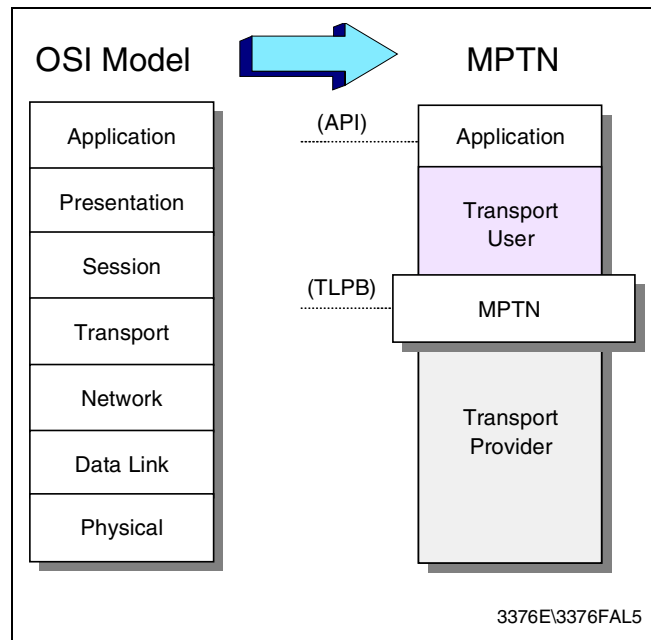 OSI Model
MPTN
Application
Presentation
Session
Transport
Network
Data Link
Physical
(API)
(TLPB)
Application
Transport
User
MPTN
Transport
Provider
3376E\3376FAL5